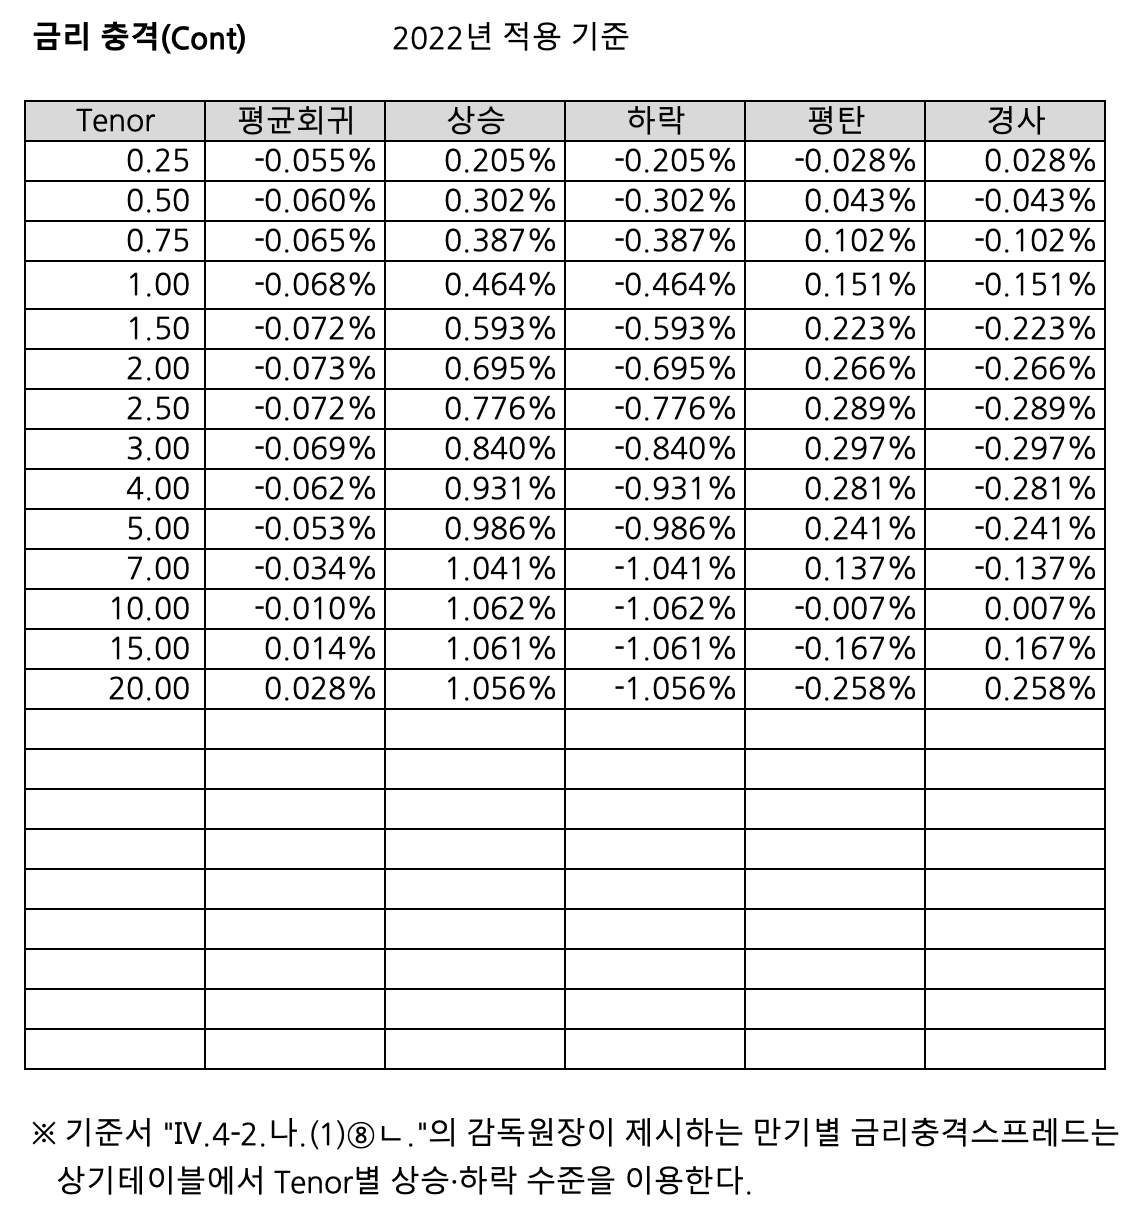 금리 충격(Cont) 2022년 적용 기준
Tenor 평균회귀 상승 하락 평탄 경사
0.25 -0.055% 0.205% -0.205% -0.028% 0.028%
0.50 -0.060% 0.302% -0.302% 0.043% -0.043%
0.75 -0.065% 0.387% -0.387% 0.102% -0.102%
1.00 -0.068% 0.464% -0.464% 0.151% -0.151%
1.50 -0.072% 0.593% -0.593% 0.223% -0.223%
2.00 -0.073% 0.695% -0.695% 0.266% -0.266%
2.50 -0.072% 0.776% -0.776% 0.289% -0.289%
3.00 -0.069% 0.840% -0.840% 0.297% -0.297%
4.00 -0.062% 0.931% -0.931% 0.281% -0.281%
5.00 -0.053% 0.986% -0.986% 0.241% -0.241%
7.00 -0.034% 1.041% -1.041% 0.137% -0.137%
10.00 -0.010% 1.062% -1.062% -0.007% 0.007%
15.00 0.014% 1.061% -1.061% -0.167% 0.167%
20.00 0.028% 1.056% -1.056% -0.258% 0.258%
※ 기준서 "Ⅳ.4-2.나.(1)⑧ㄴ."의 감독원장이 제시하는 만기별 금리충격스프레드는
상기테이블에서 Tenor별 상승·하락 수준을 이용한다.